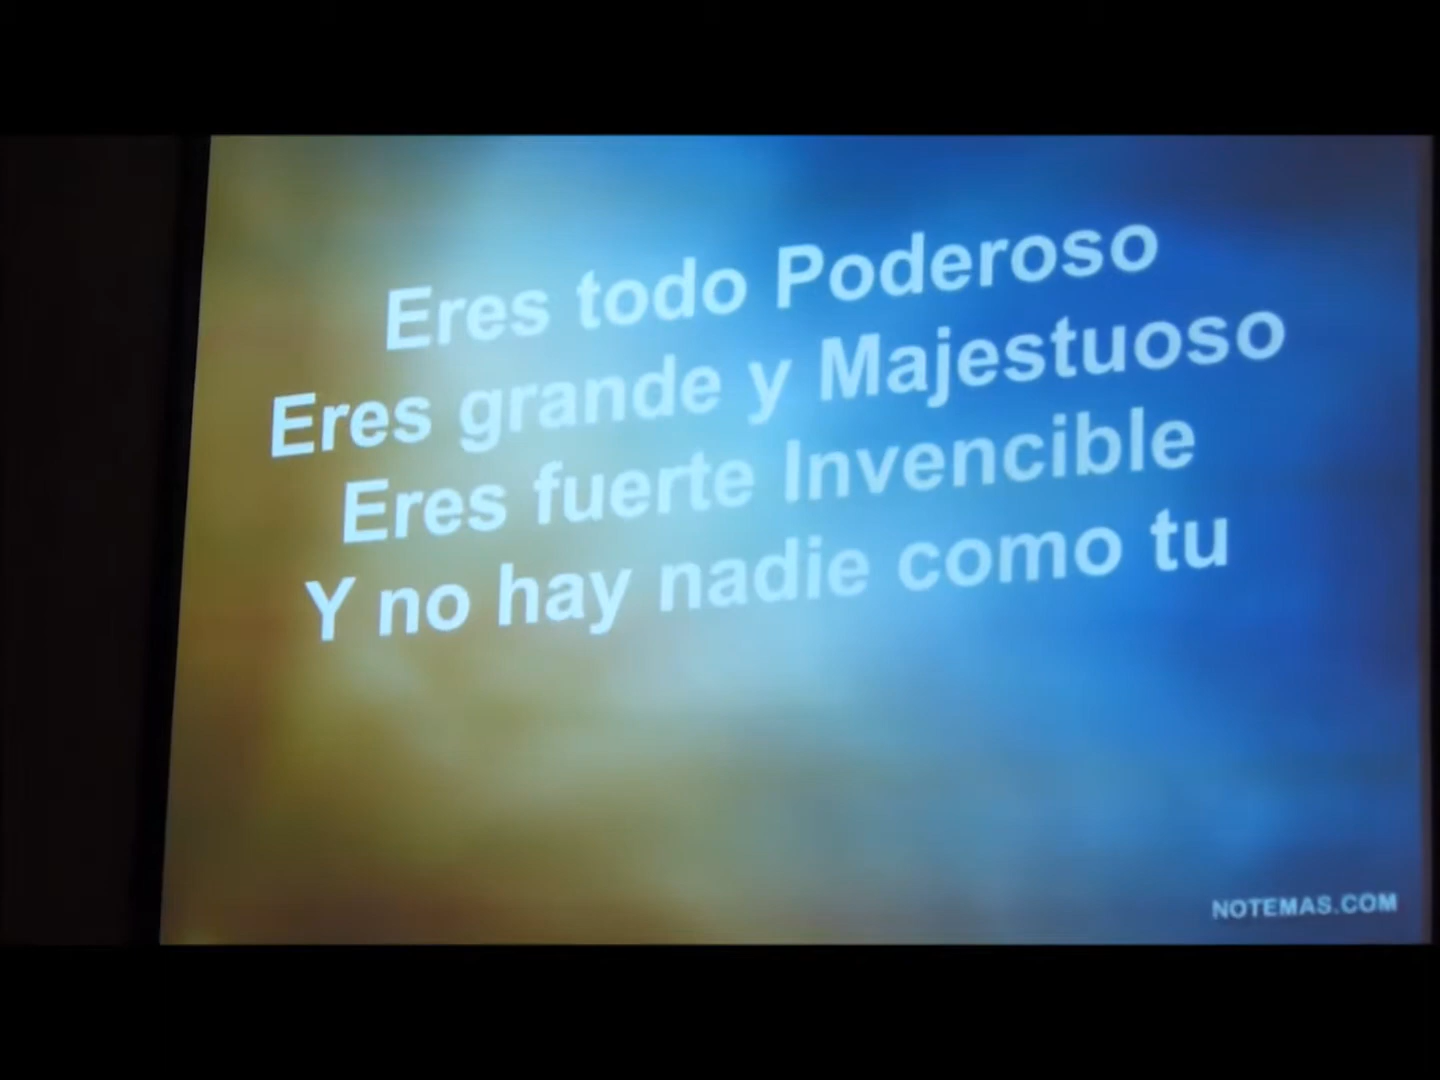 Eres todo Poderoso
Eres grande y Majestuoso
Eres fuerte Invencible
Y no hay nadie como tu
NOTEMAS.COM